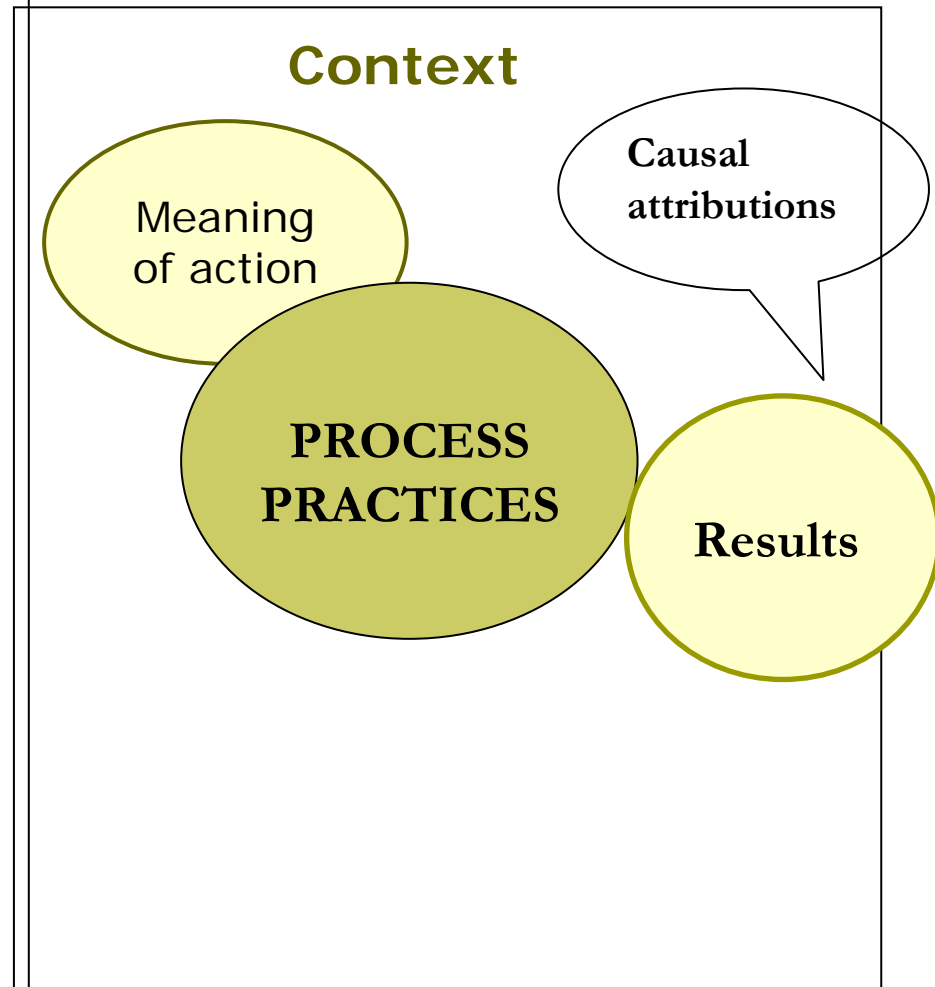 Context
Meaning
of action
Causal
attributions
PROCESS
PRACTICES
Results